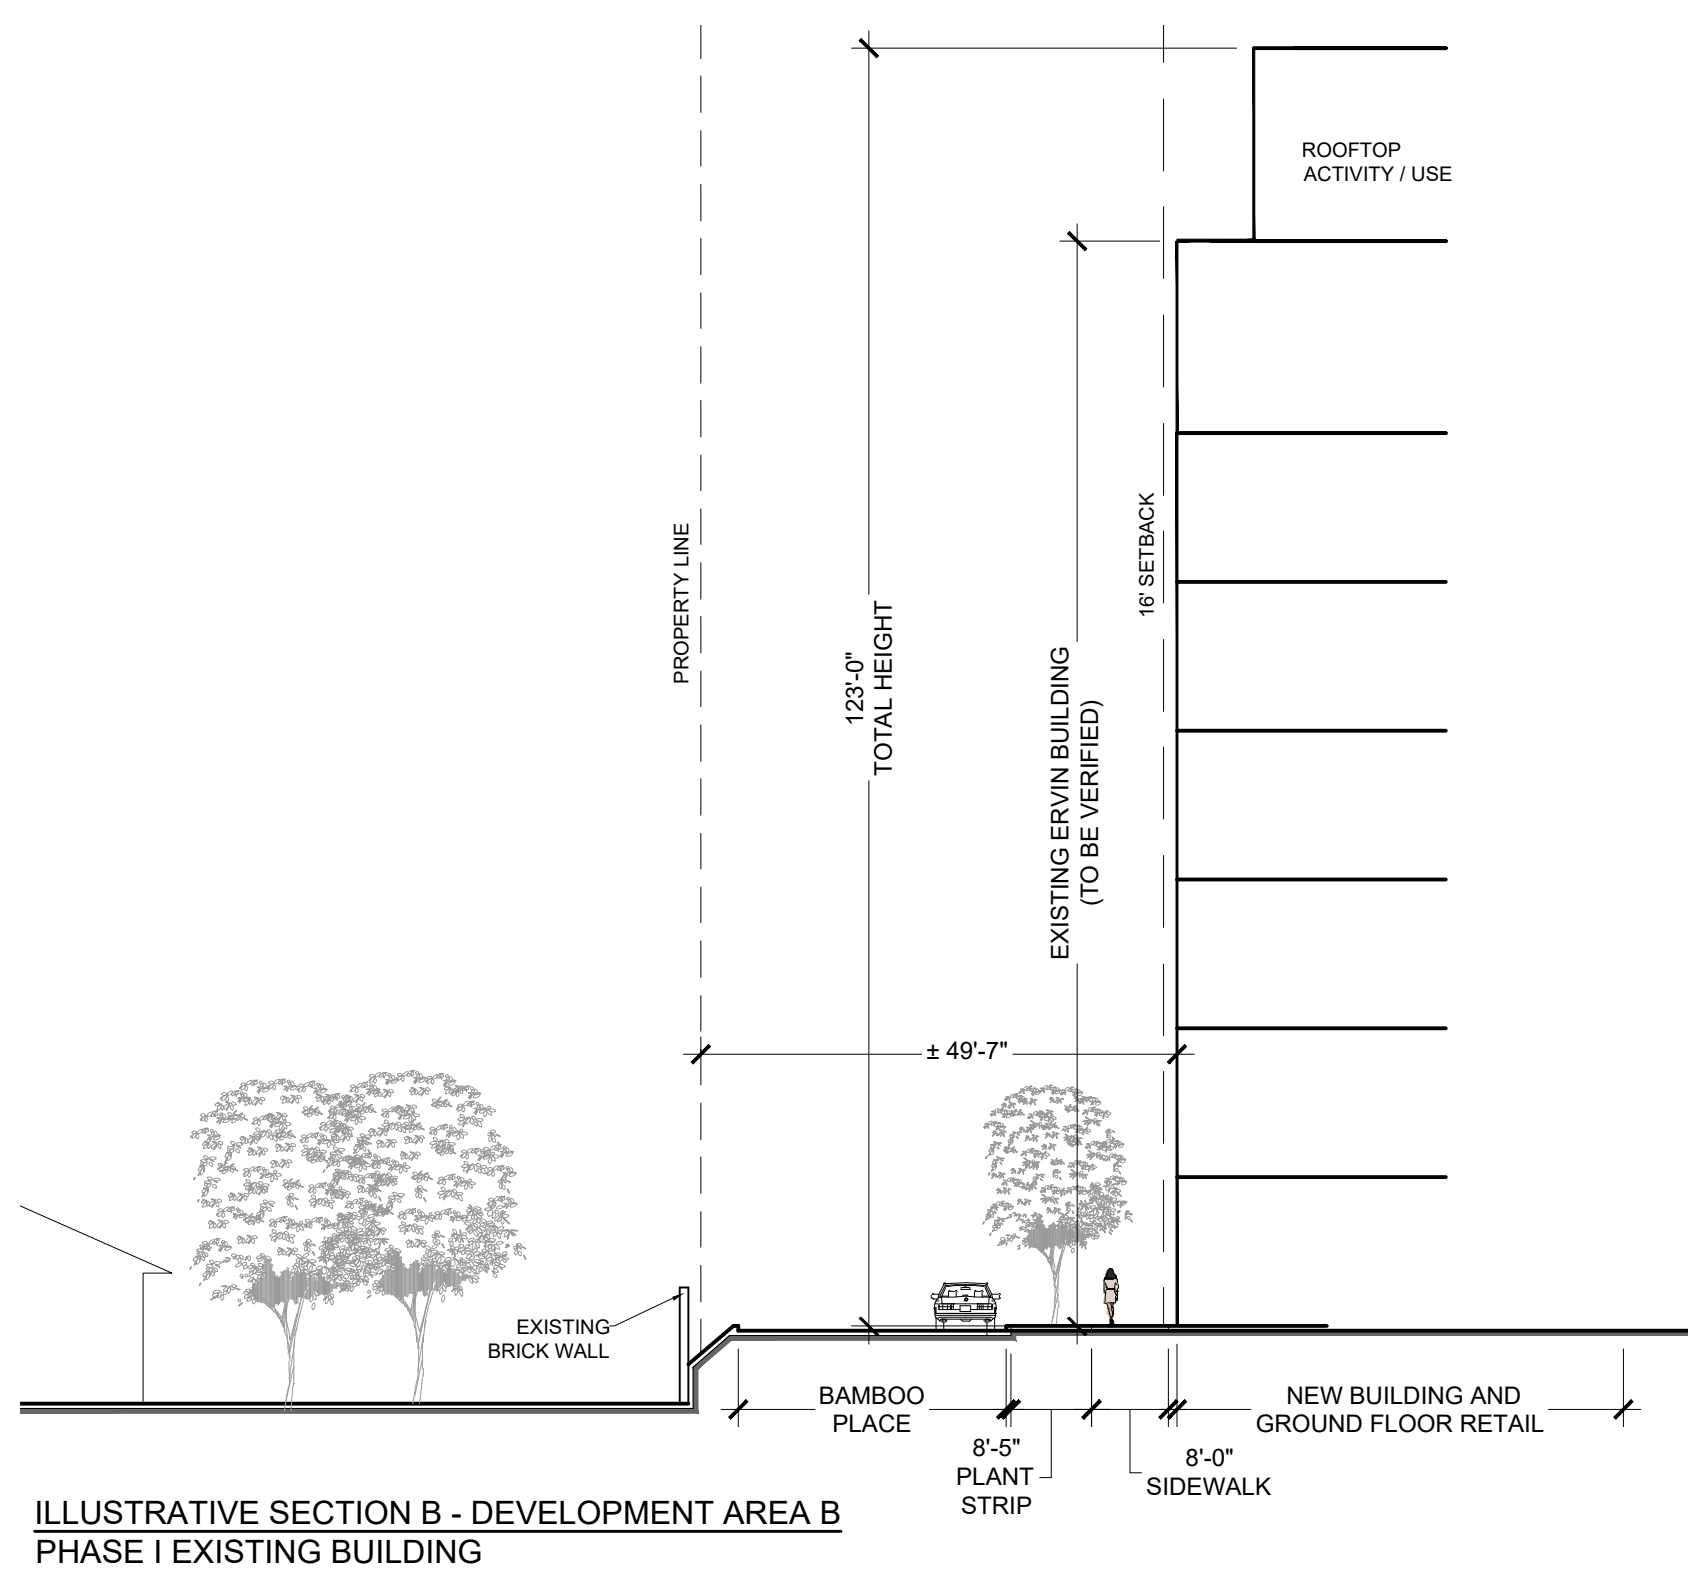 ROOFTOP
ACTIVITY / USE
PROPERTY LINE
123'-0"
TOTAL HEIGHT
EXISTING ERVIN BUILDING
(TO BE VERIFIED)
16' SETBACK
± 49'-7"
EXISTING
BRICK WALL
BAMBOO
PLACE
8'-5"
PLANT
STRIP
8'-0"
SIDEWALK
NEW BUILDING AND
GROUND FLOOR RETAIL
ILLUSTRATIVE SECTION B - DEVELOPMENT AREA B
PHASE I EXISTING BUILDING